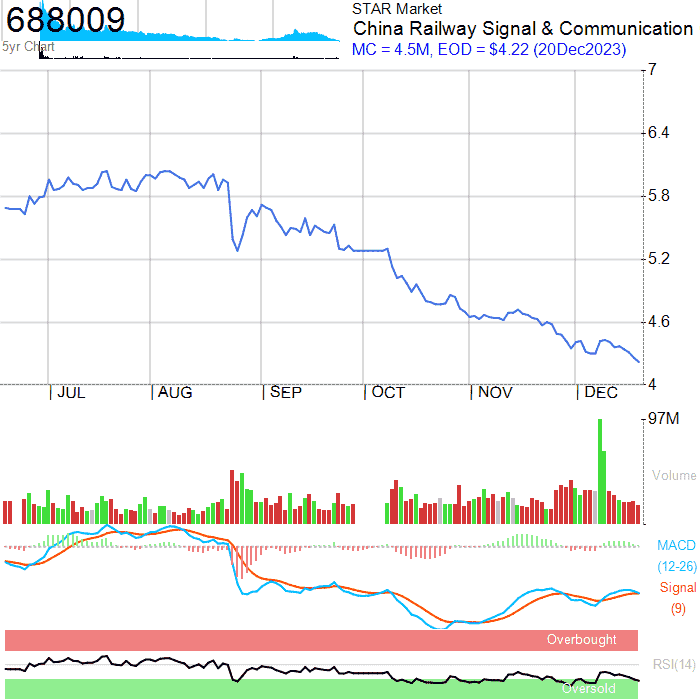 688009
5yr Chart
STAR Market
China Railway Signal & Communication
MC = 4.5M, EOD = $4.22 (20Dec2023)
7
6.4
5.8
5.2
4.6
4
JUL AUG SEP OCT NOV DEC
97M
Volume
MACD
(12-26)
Signal
(9)
Overbought
RSI(14)
Oversold